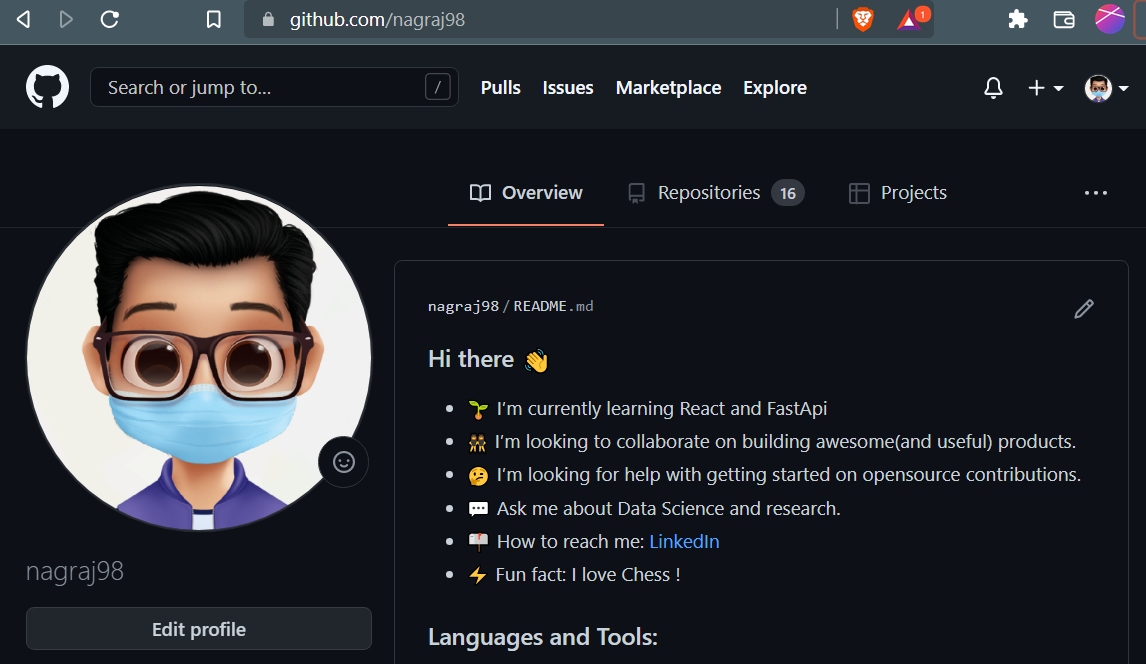 github.com/nagraj98
1
Search or jump to... /
Pulls Issues Marketplace Explore
Overview Repositories 16 Projects
nagraj98/README.md
Hi there 👋
🌱 I’m currently learning React and FastApi
👯 I’m looking to collaborate on building awesome(and useful) products.
🤔 I’m looking for help with getting started on opensource contributions.
💬 Ask me about Data Science and research.
📫 How to reach me: LinkedIn
⚡ Fun fact: I love Chess !
Languages and Tools:
nagraj98
Edit profile